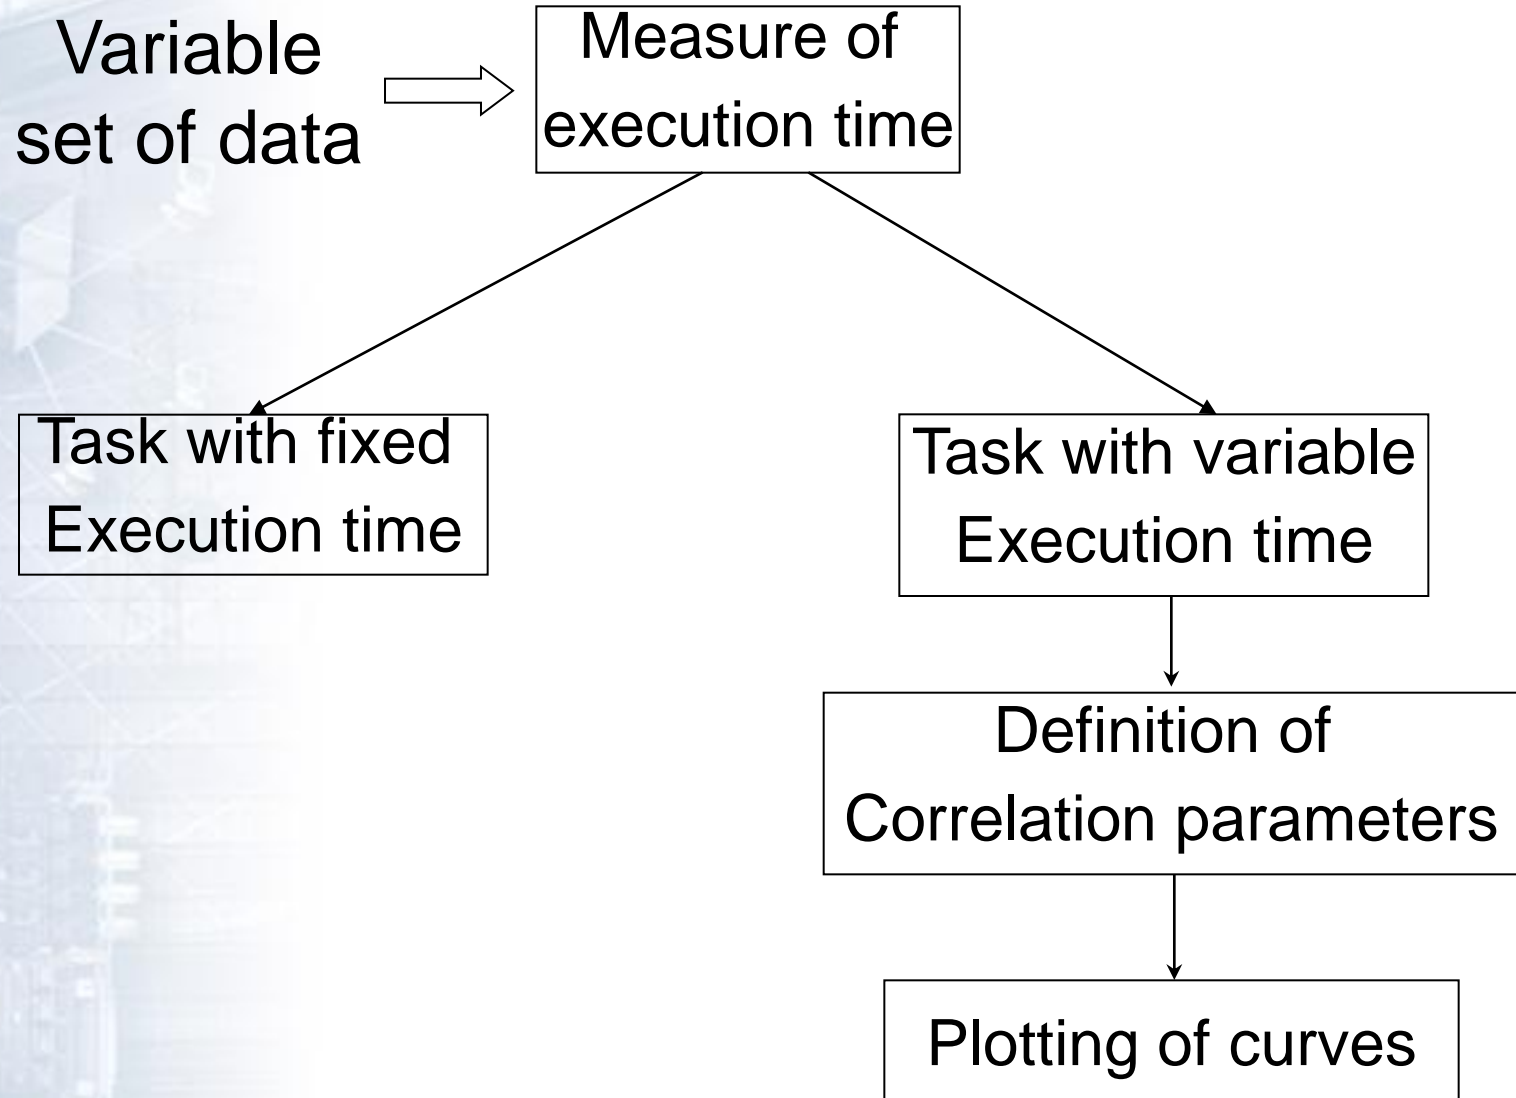 Variable
set of data
Measure of
execution time
Task with fixed
Execution time
Task with variable
Execution time
Definition of
Correlation parameters
Plotting of curves